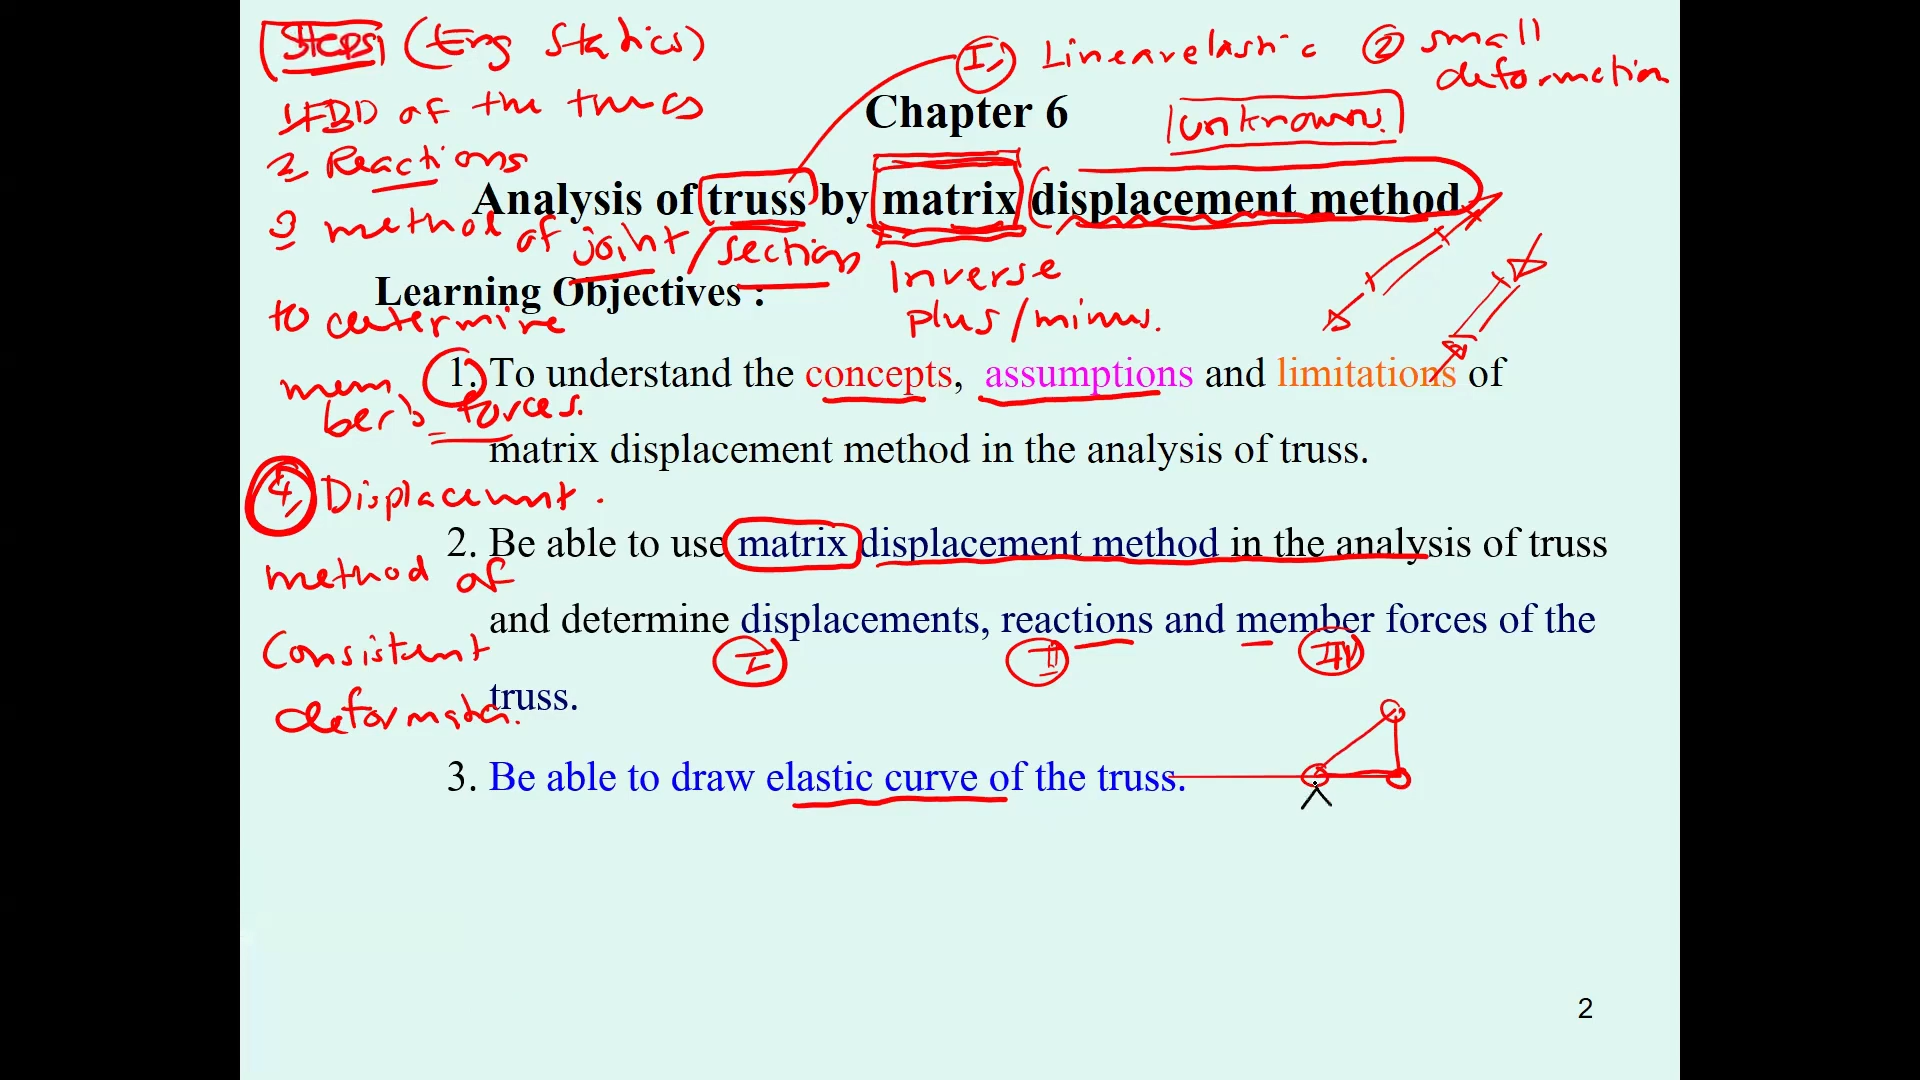 Steps (Eng Statics)
1, FBD of the truss
2, Reactions
3, method of joint / section
to determine
member's forces.
4, Displacement.
method of
Consistent
deformation.
1, Linear elastic ② small
deformation
Chapter 6
unknown.
Analysis of truss by matrix displacement method
Inverse
plus/minus.
Learning Objectives :
1. To understand the concepts, assumptions and limitations of
matrix displacement method in the analysis of truss.
2. Be able to use matrix displacement method in the analysis of truss
and determine displacements, reactions and member forces of the
I II III
truss.
3. Be able to draw elastic curve of the truss.
2